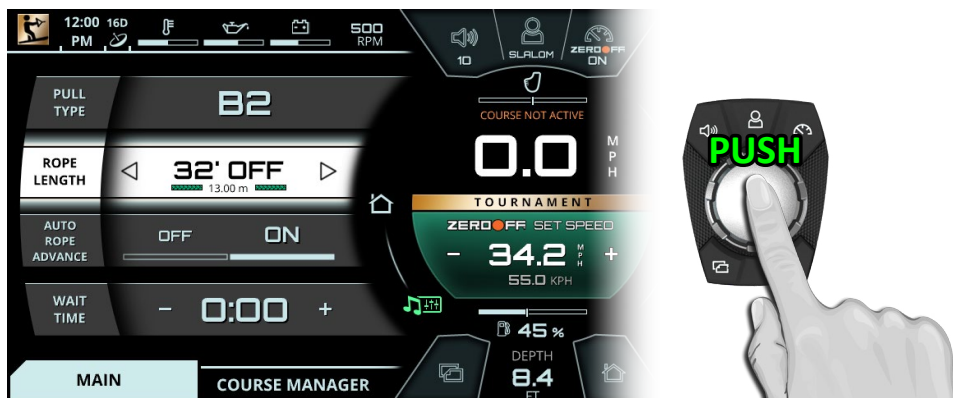 12:00 16D
PM
500
RPM
10
SLALOM
ZEROOFF
ON
PULL
TYPE
B2
COURSE NOT ACTIVE
0.0
MPH
ROPE
LENGTH
32' OFF
13.00 m
TOURNAMENT
AUTO
ROPE
ADVANCE
OFF
ON
ZEROOFF SET SPEED
- 34.2 MPH +
55.0 KPH
WAIT
TIME
- 0:00 +
45 %
DEPTH
8.4
FT
MAIN
COURSE MANAGER
PUSH